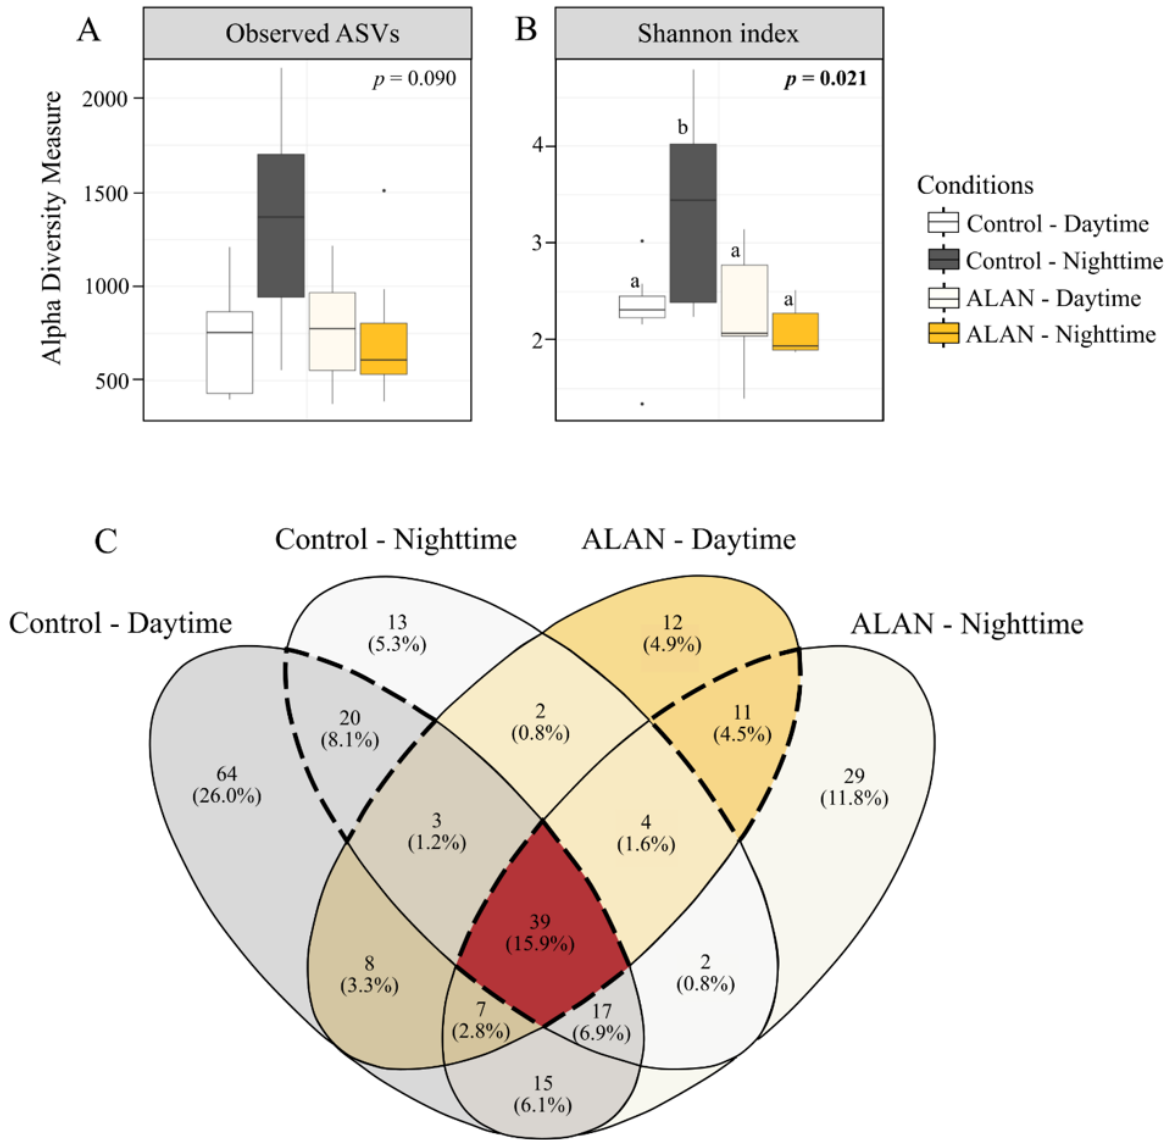 A
Observed ASVs
p = 0.090
Alpha Diversity Measure
2000
1500
1000
500
B
Shannon index
p = 0.021
4
3
2
a
b
a
a
Conditions
Control - Daytime
Control - Nighttime
ALAN - Daytime
ALAN - Nighttime
C
Control - Nighttime
ALAN - Daytime
Control - Daytime
ALAN - Nighttime
13
(5.3%)
12
(4.9%)
20
(8.1%)
2
(0.8%)
11
(4.5%)
64
(26.0%)
29
(11.8%)
3
(1.2%)
4
(1.6%)
39
(15.9%)
8
(3.3%)
2
(0.8%)
7
(2.8%)
17
(6.9%)
15
(6.1%)